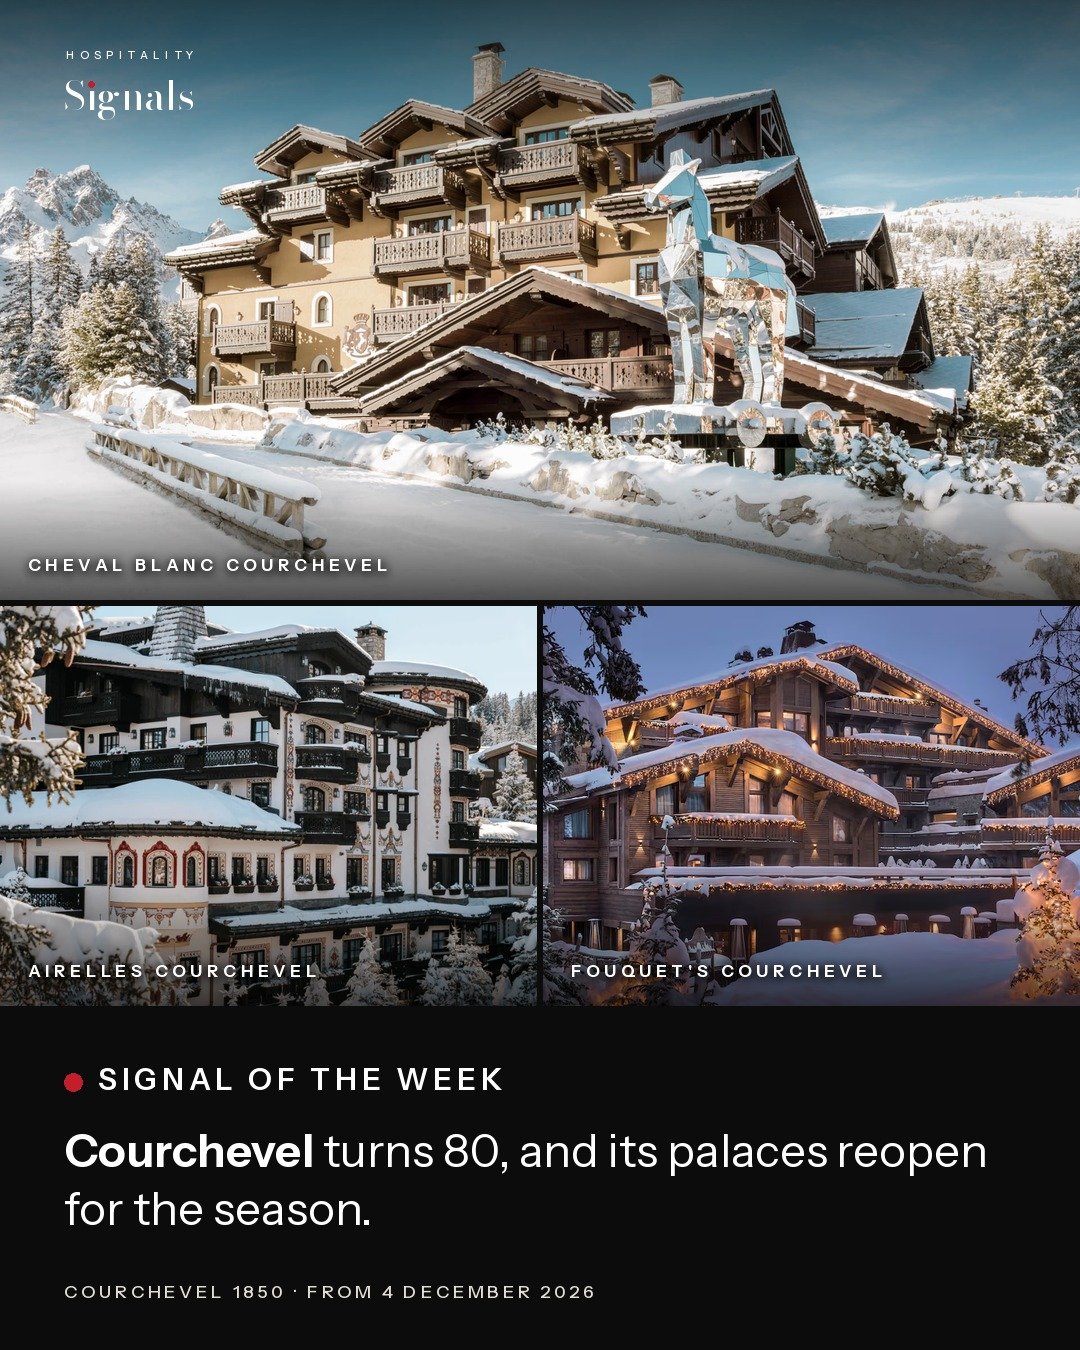 HOSPITALITY
Signals
CHEVAL BLANC COURCHEVEL
AIRELLES COURCHEVEL
FOUQUET'S COURCHEVEL
SIGNAL OF THE WEEK
Courchevel turns 80, and its palaces reopen
for the season.
COURCHEVEL 1850 · FROM 4 DECEMBER 2026